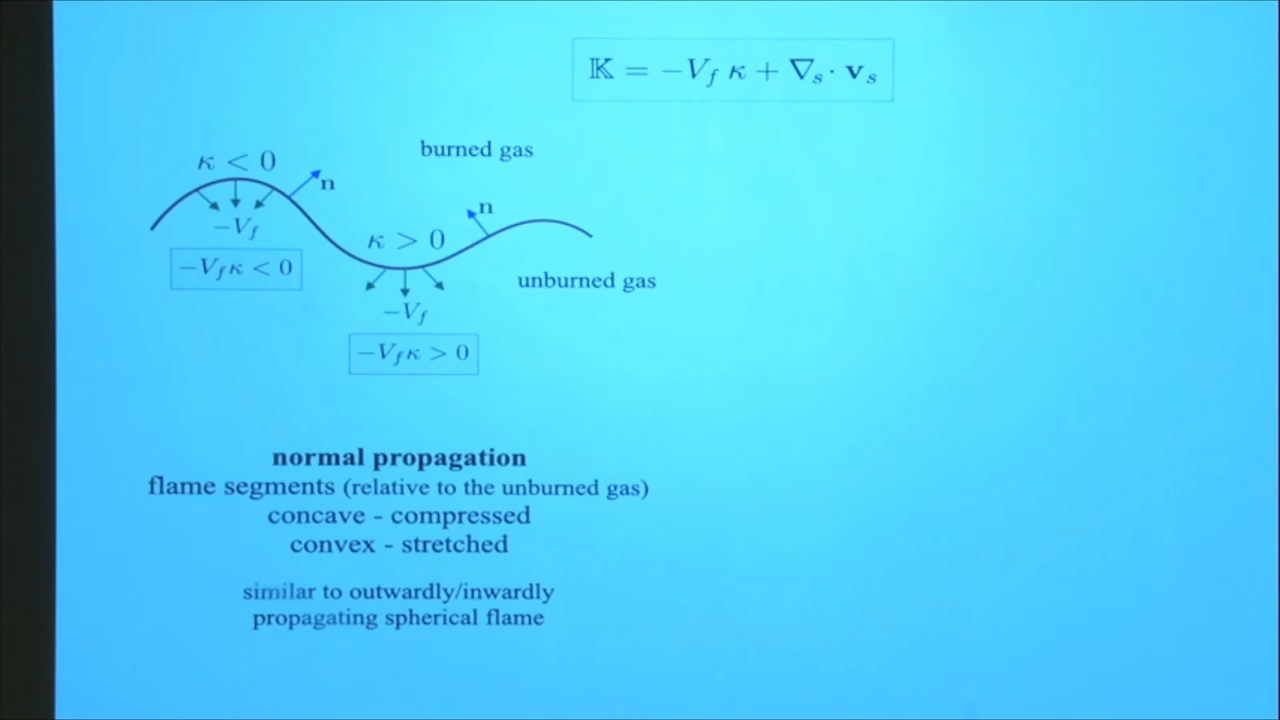 𝕂 = −V_f κ + ∇_s · v_s
burned gas
κ < 0
n
−V_f
−V_f κ < 0
n
κ > 0
unburned gas
−V_f
−V_f κ > 0
normal propagation
flame segments (relative to the unburned gas)
concave - compressed
convex - stretched
similar to outwardly/inwardly
propagating spherical flame